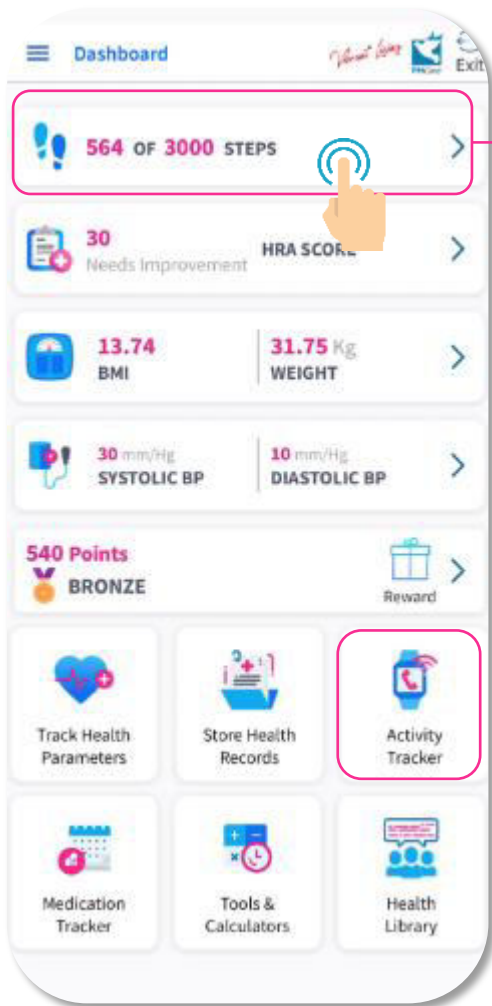 Dashboard
Exit
564 OF 3000 STEPS
30
Needs Improvement
HRA SCORE
13.74
BMI
31.75 Kg
WEIGHT
30 mm/Hg
SYSTOLIC BP
10 mm/Hg
DIASTOLIC BP
540 Points
BRONZE
Reward
Track Health
Parameters
Store Health
Records
Activity
Tracker
Medication
Tracker
Tools &
Calculators
Health
Library